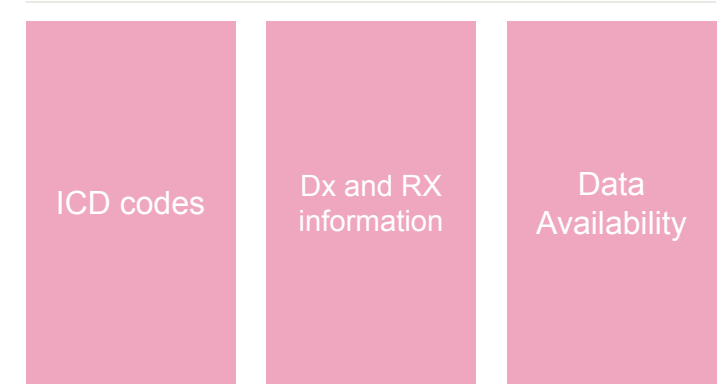 ICD codes
Dx and RX
information
Data
Availability